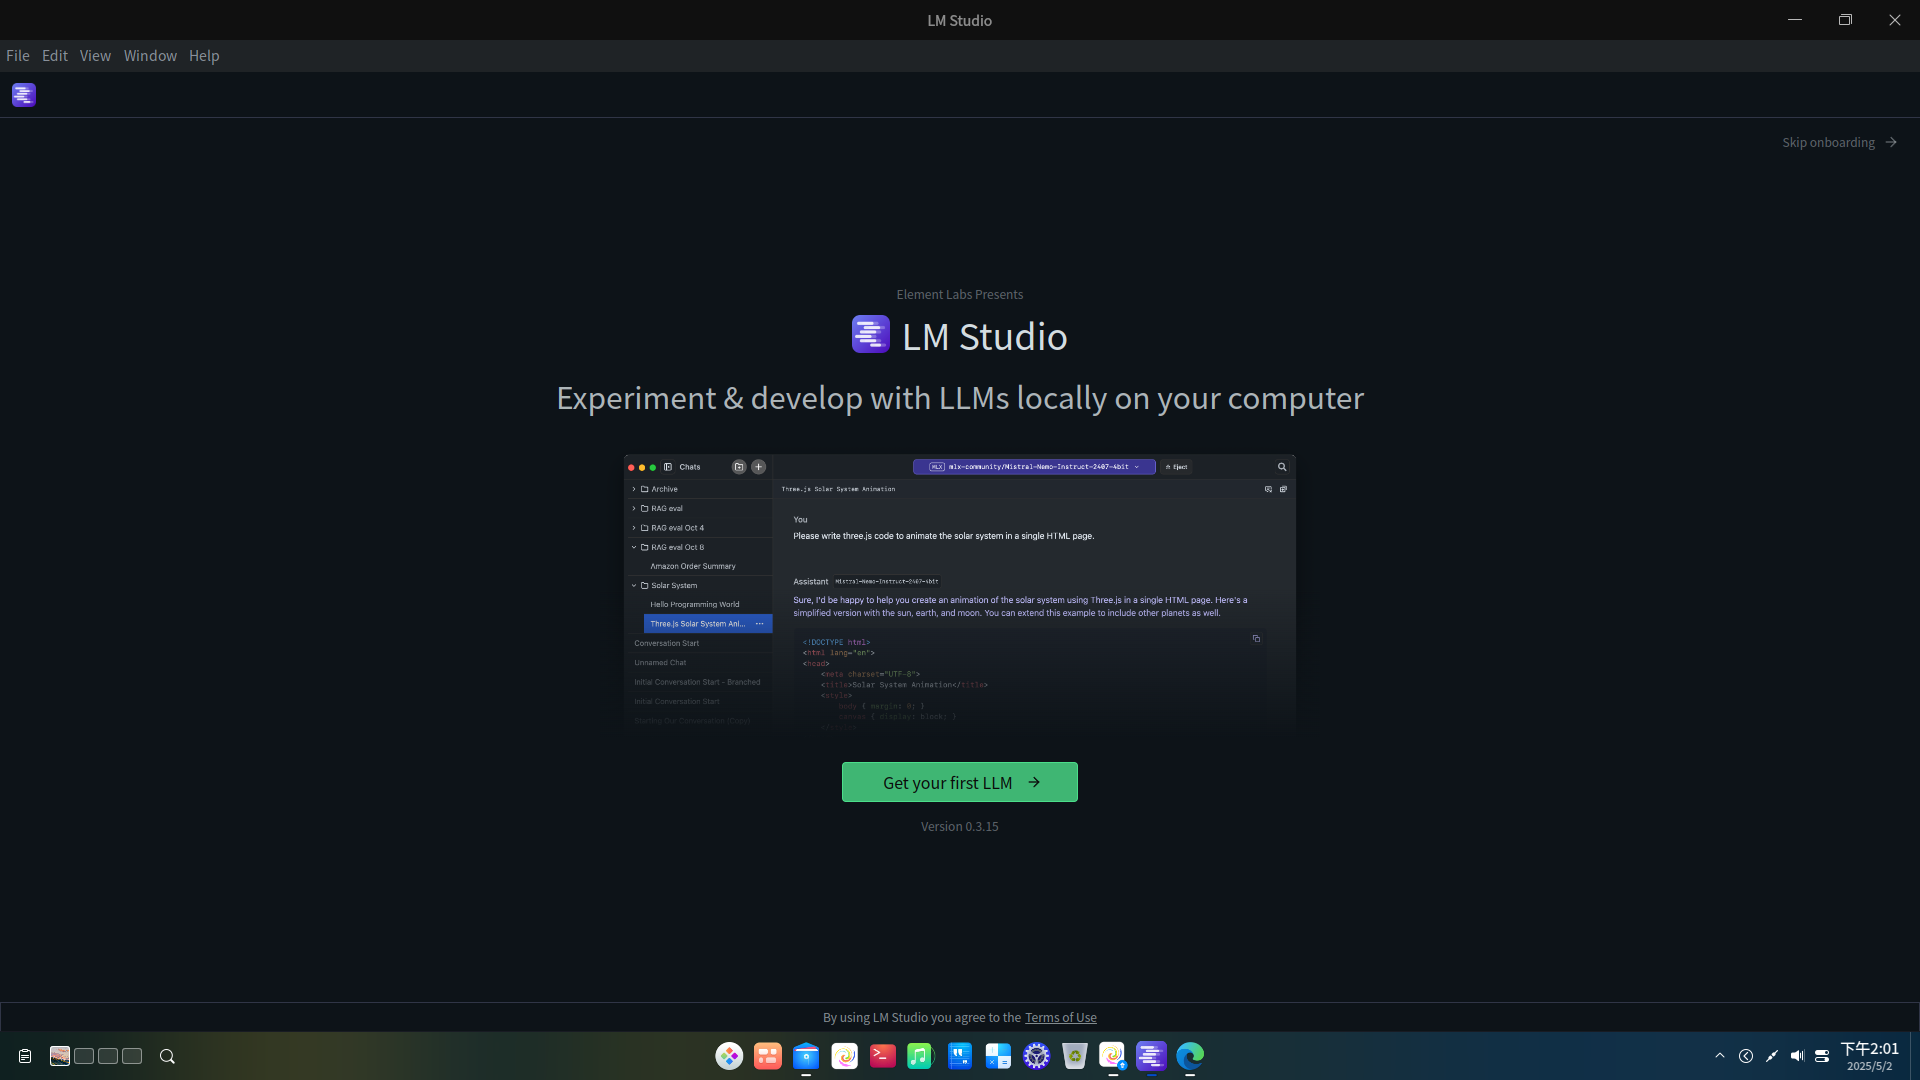 LM Studio
File Edit View Window Help
Skip onboarding →
Element Labs Presents
LM Studio
Experiment & develop with LLMs locally on your computer
Chats
MLX mlx-community/Mistral-Nemo-Instruct-2407-4bit
Eject
Archive
RAG eval
RAG eval Oct 4
RAG eval Oct 8
Amazon Order Summary
Solar System
Hello Programming World
Three.js Solar System Ani... ···
Conversation Start
Unnamed Chat
Initial Conversation Start - Branched
Initial Conversation Start
Starting Our Conversation (Copy)
Three.js Solar System Animation
You
Please write three.js code to animate the solar system in a single HTML page.
Assistant Mistral-Nemo-Instruct-2407-4bit
Sure, I'd be happy to help you create an animation of the solar system using Three.js in a single HTML page. Here's a
simplified version with the sun, earth, and moon. You can extend this example to include other planets as well.
<!DOCTYPE html>
<html lang="en">
<head>
<meta charset="UTF-8">
<title>Solar System Animation</title>
<style>
body { margin: 0; }
canvas { display: block; }
Get your first LLM →
Version 0.3.15
By using LM Studio you agree to the Terms of Use
下午2:01
2025/5/2